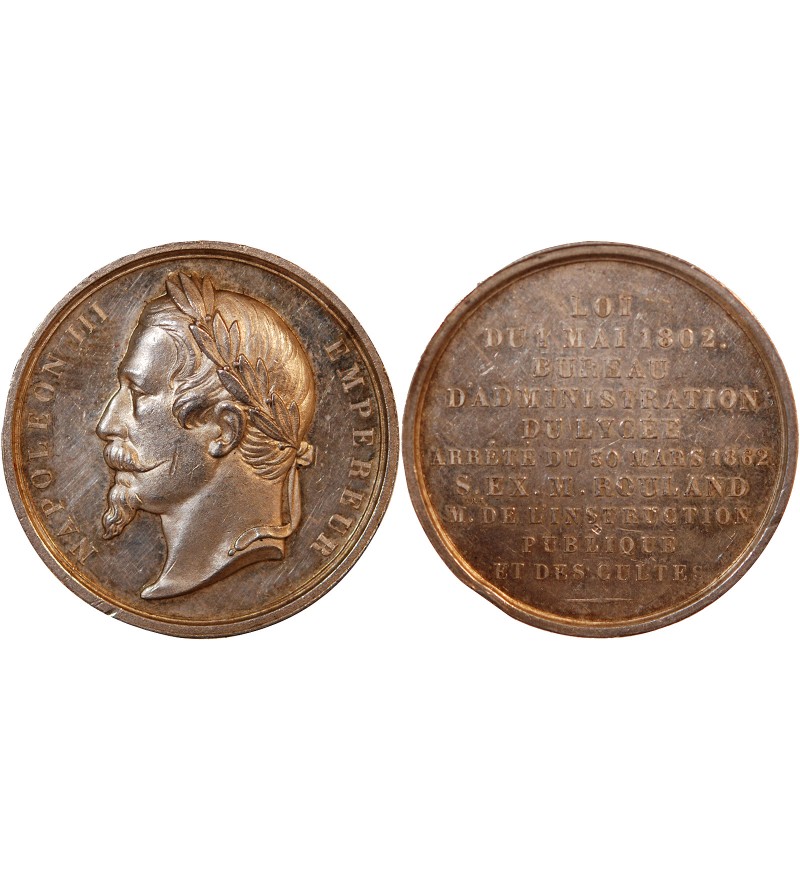 NAPOLEON III EMPEREUR
LOI
DU 1 MAI 1802.
BUREAU
D'ADMINISTRATION
DU LYCÉE
ARRÊTÉ DU 30 MARS 1862
S. EX. M. ROULAND
M. DE L'INSTRUCTION
PUBLIQUE
ET DES CULTES